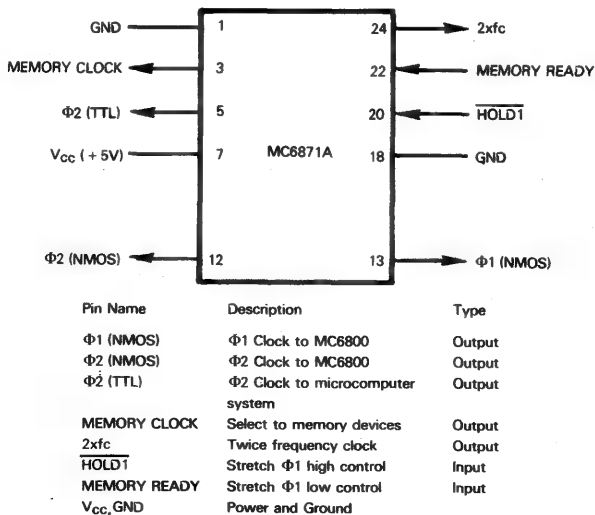 GND 1 24 2xfc
MEMORY CLOCK 3 22 MEMORY READY
Φ2 (TTL) 5 20 HOLD1
VCC (+5V) 7 MC6871A 18 GND
Φ2 (NMOS) 12 13 Φ1 (NMOS)
Pin Name Description Type
Φ1 (NMOS) Φ1 Clock to MC6800 Output
Φ2 (NMOS) Φ2 Clock to MC6800 Output
Φ2 (TTL) Φ2 Clock to microcomputer Output
system
MEMORY CLOCK Select to memory devices Output
2xfc Twice frequency clock Output
HOLD1 Stretch Φ1 high control Input
MEMORY READY Stretch Φ1 low control Input
VCC, GND Power and Ground